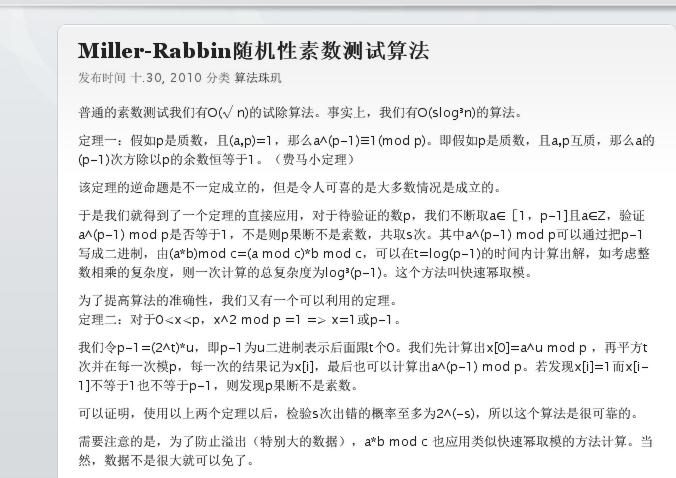 Miller-Rabbin随机性素数测试算法
发布时间 十.30, 2010 分类 算法珠玑
普通的素数测试我们有O(√ n)的试除算法。事实上，我们有O(slog³n)的算法。
定理一：假如p是质数，且(a,p)=1，那么a^(p-1)≡1(mod p)。即假如p是质数，且a,p互质，那么a的
(p-1)次方除以p的余数恒等于1。（费马小定理）
该定理的逆命题是不一定成立的，但是令人可喜的是大多数情况是成立的。
于是我们就得到了一个定理的直接应用，对于待验证的数p，我们不断取a∈［1，p-1]且a∈Z，验证
a^(p-1) mod p是否等于1，不是则p果断不是素数，共取s次。其中a^(p-1) mod p可以通过把p-1
写成二进制，由(a*b)mod c=(a mod c)*b mod c，可以在t=log(p-1)的时间内计算出解，如考虑整
数相乘的复杂度，则一次计算的总复杂度为log³(p-1)。这个方法叫快速幂取模。
为了提高算法的准确性，我们又有一个可以利用的定理。
定理二：对于0<x<p，x^2 mod p =1 => x=1或p-1。
我们令p-1=(2^t)*u，即p-1为u二进制表示后面跟t个0。我们先计算出x[0]=a^u mod p ，再平方t
次并在每一次模p，每一次的结果记为x[i]，最后也可以计算出a^(p-1) mod p。若发现x[i]=1而x[i-
1]不等于1也不等于p-1，则发现p果断不是素数。
可以证明，使用以上两个定理以后，检验s次出错的概率至多为2^(-s)，所以这个算法是很可靠的。
需要注意的是，为了防止溢出（特别大的数据），a*b mod c 也应用类似快速幂取模的方法计算。当
然，数据不是很大就可以免了。